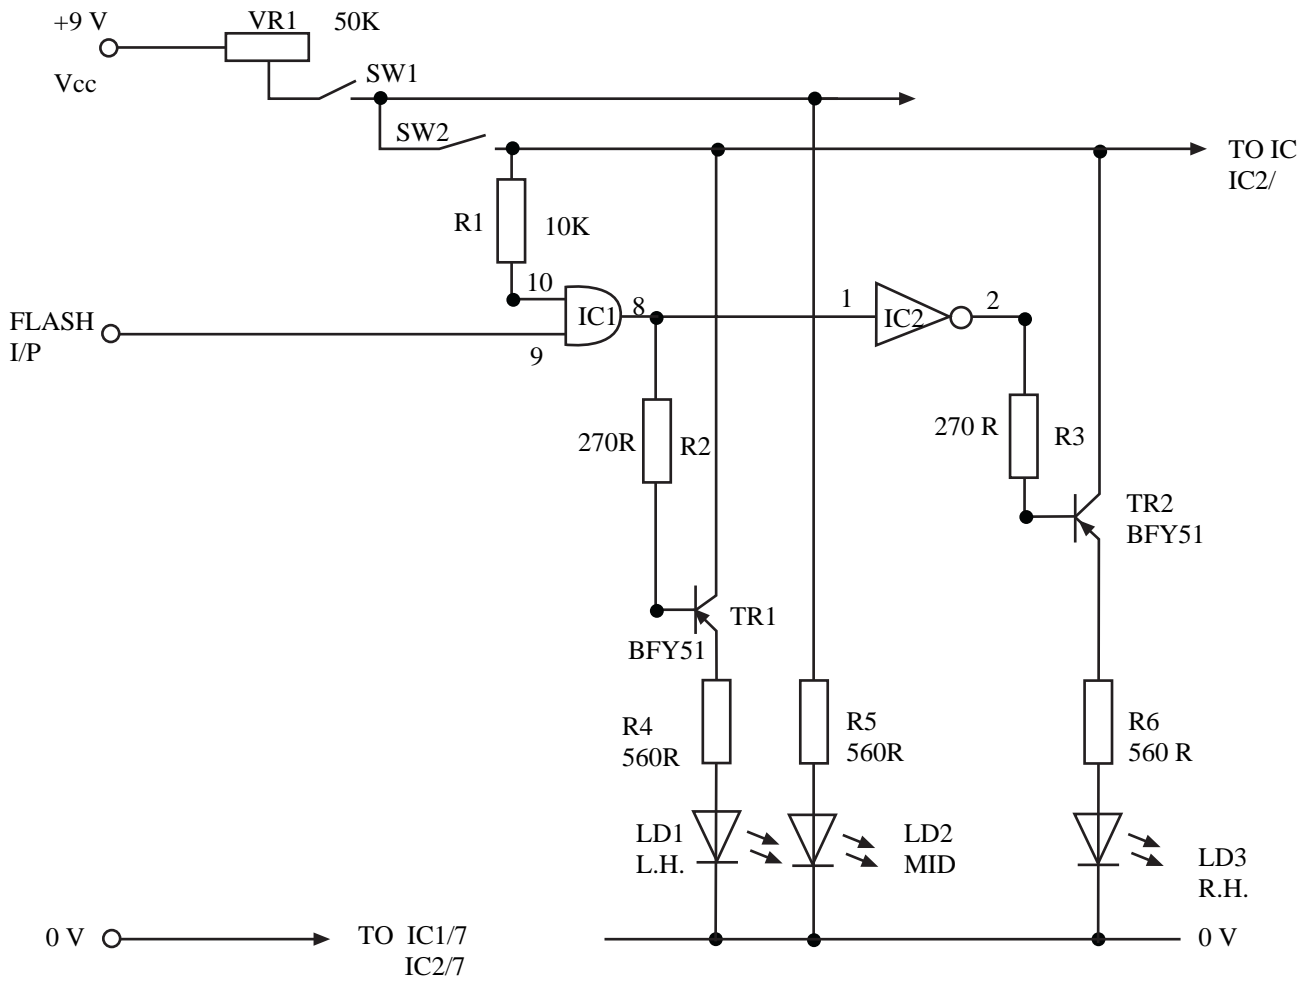 +9 V
VR1 50K
Vcc
SW1
SW2
TO IC
IC2/
R1 10K
10
IC1
8
9
FLASH
I/P
1
IC2
2
270R R2
270 R R3
TR1
BFY51
TR2
BFY51
R4
560R
R5
560R
R6
560 R
LD1
L.H.
LD2
MID
LD3
R.H.
0 V
TO IC1/7
IC2/7
0 V